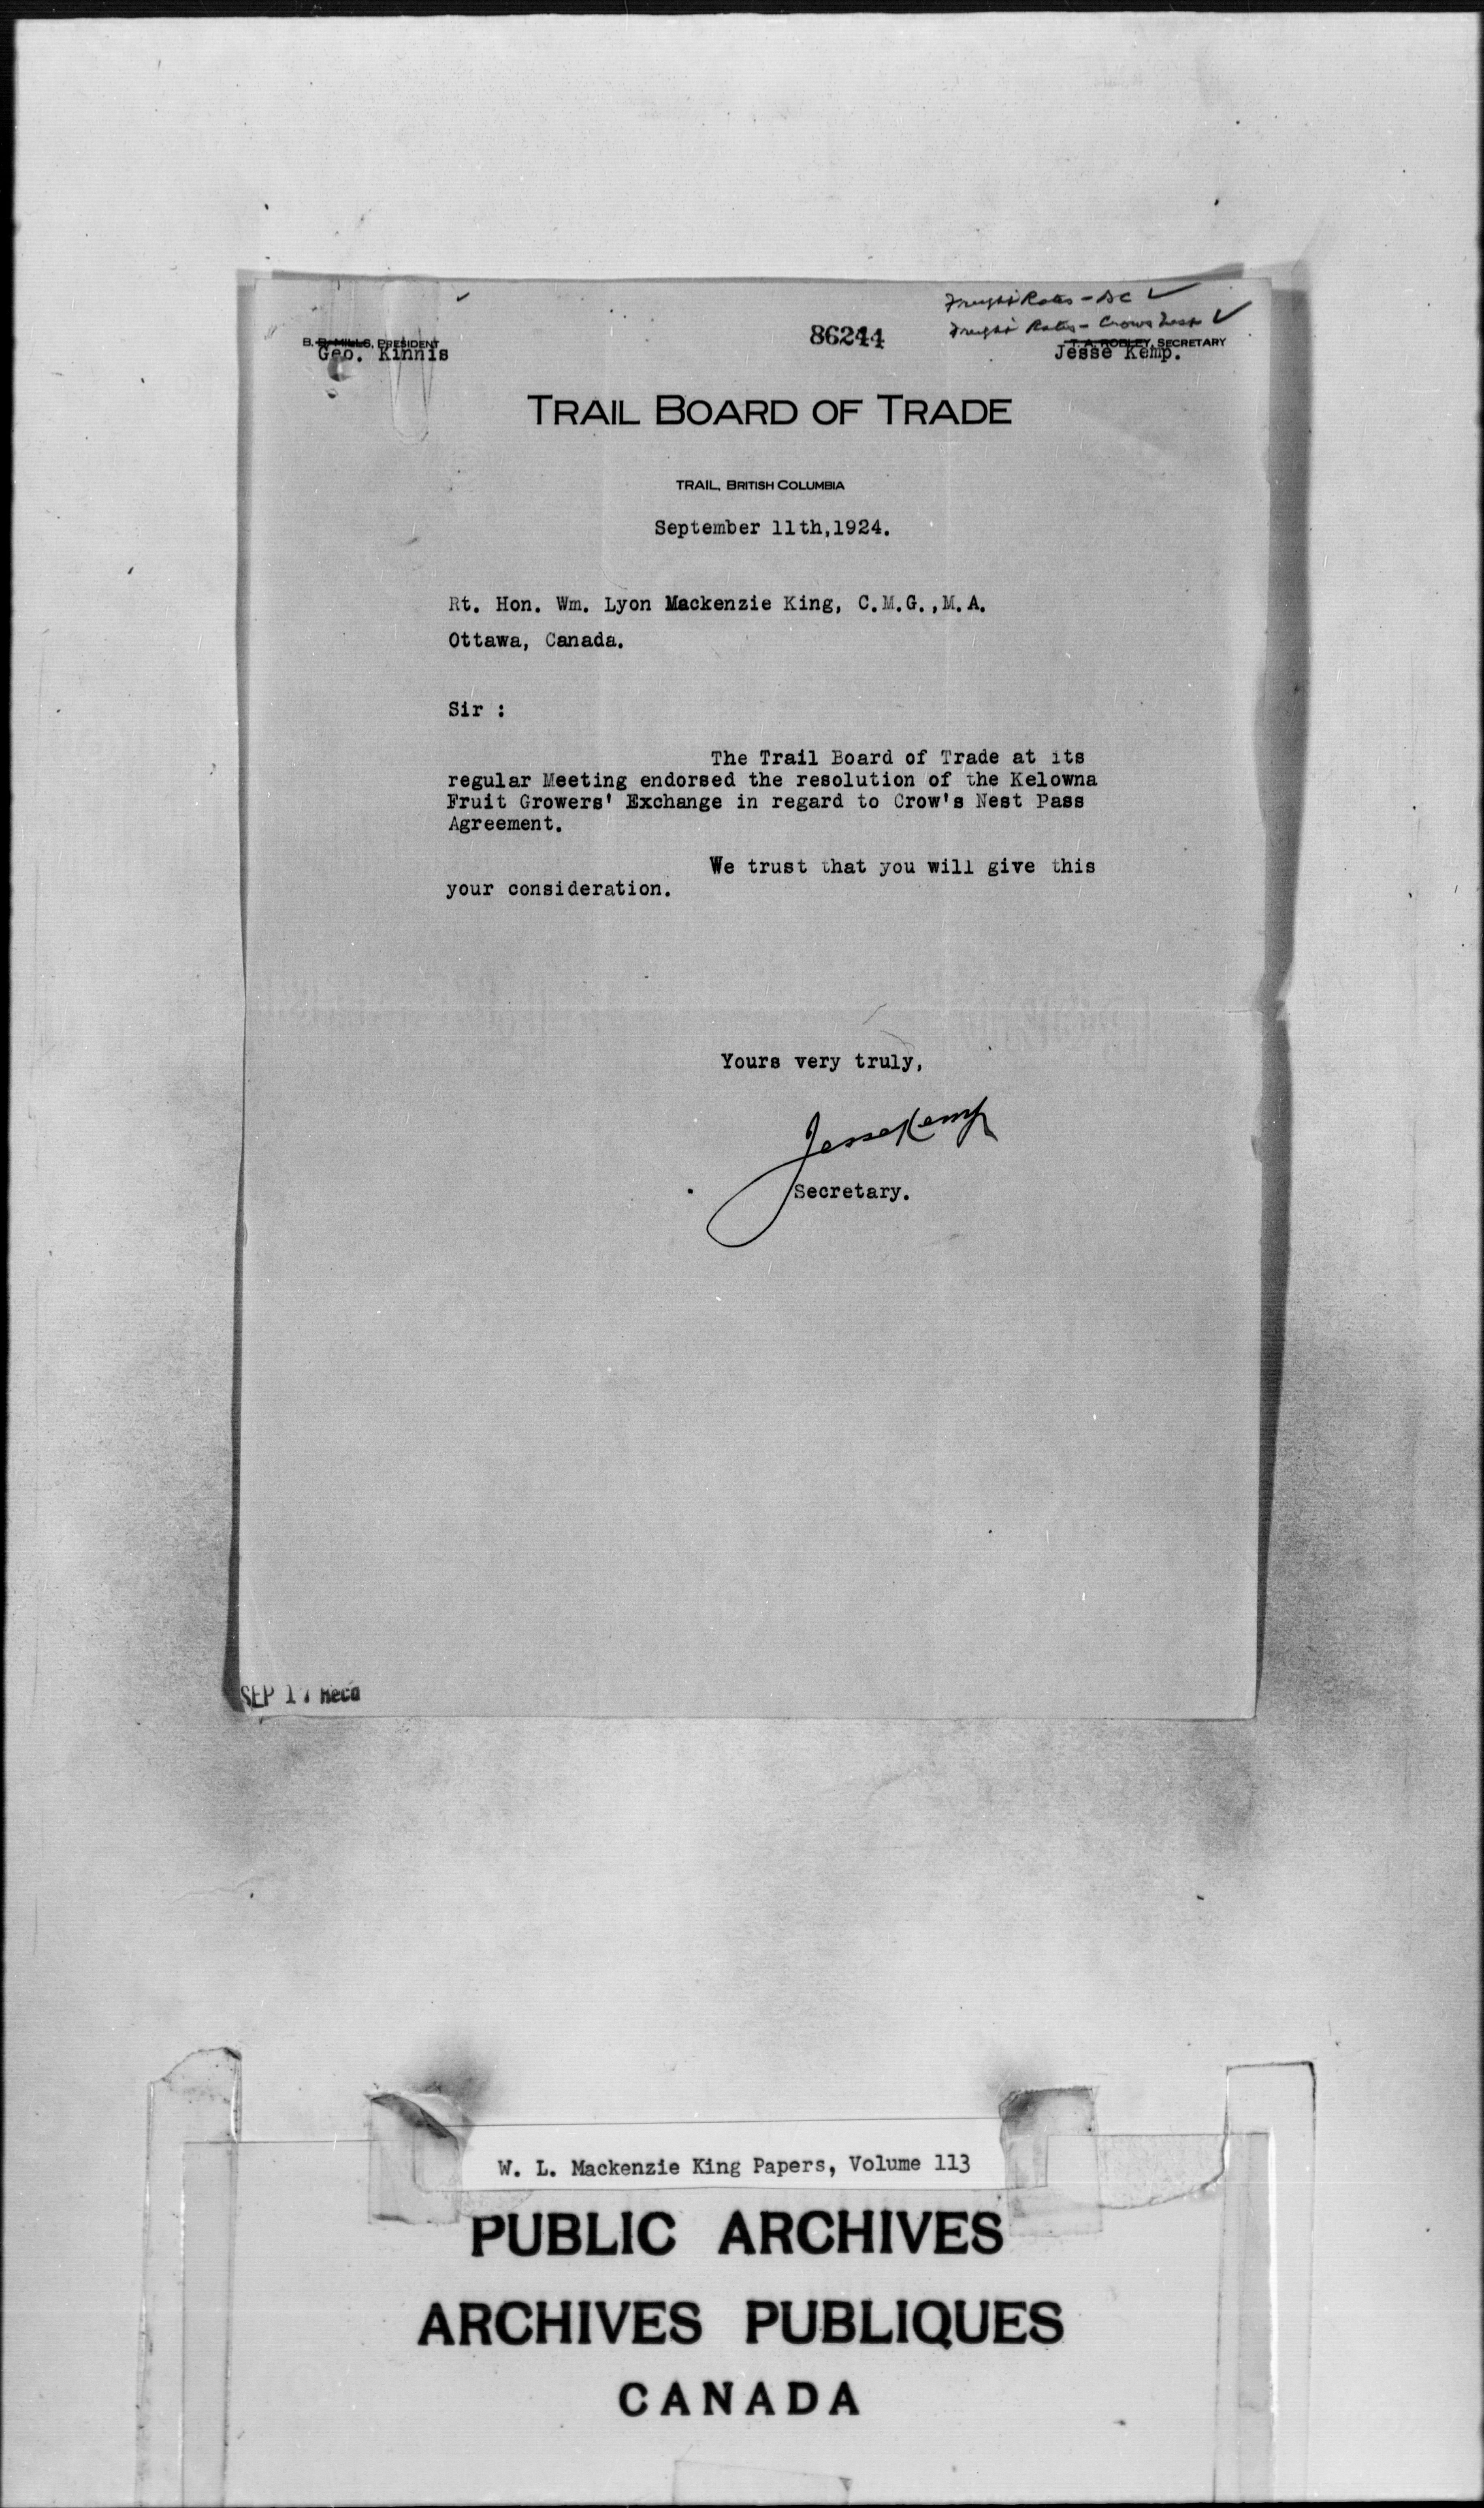 Freight Rates - BC ✓
86244
Freight Rates - Crows Nest ✓
B. B. MILLS, PRESIDENT
T. A. ROBLEY, SECRETARY
Geo. Kinnis
Jesse Kemp.
TRAIL BOARD OF TRADE
TRAIL, BRITISH COLUMBIA
September 11th,1924.
Rt. Hon. Wm. Lyon Mackenzie King, C.M.G.,M.A.
Ottawa, Canada.
Sir :
The Trail Board of Trade at its
regular Meeting endorsed the resolution of the Kelowna
Fruit Growers' Exchange in regard to Crow's Nest Pass
Agreement.
We trust that you will give this
your consideration.
Yours very truly,
Jesse Kemp
Secretary.
SEP 17 Recd
W. L. Mackenzie King Papers, Volume 113
PUBLIC ARCHIVES
ARCHIVES PUBLIQUES
CANADA